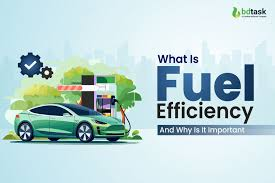 bdtask
What Is
Fuel
Efficiency
And Why Is It Important